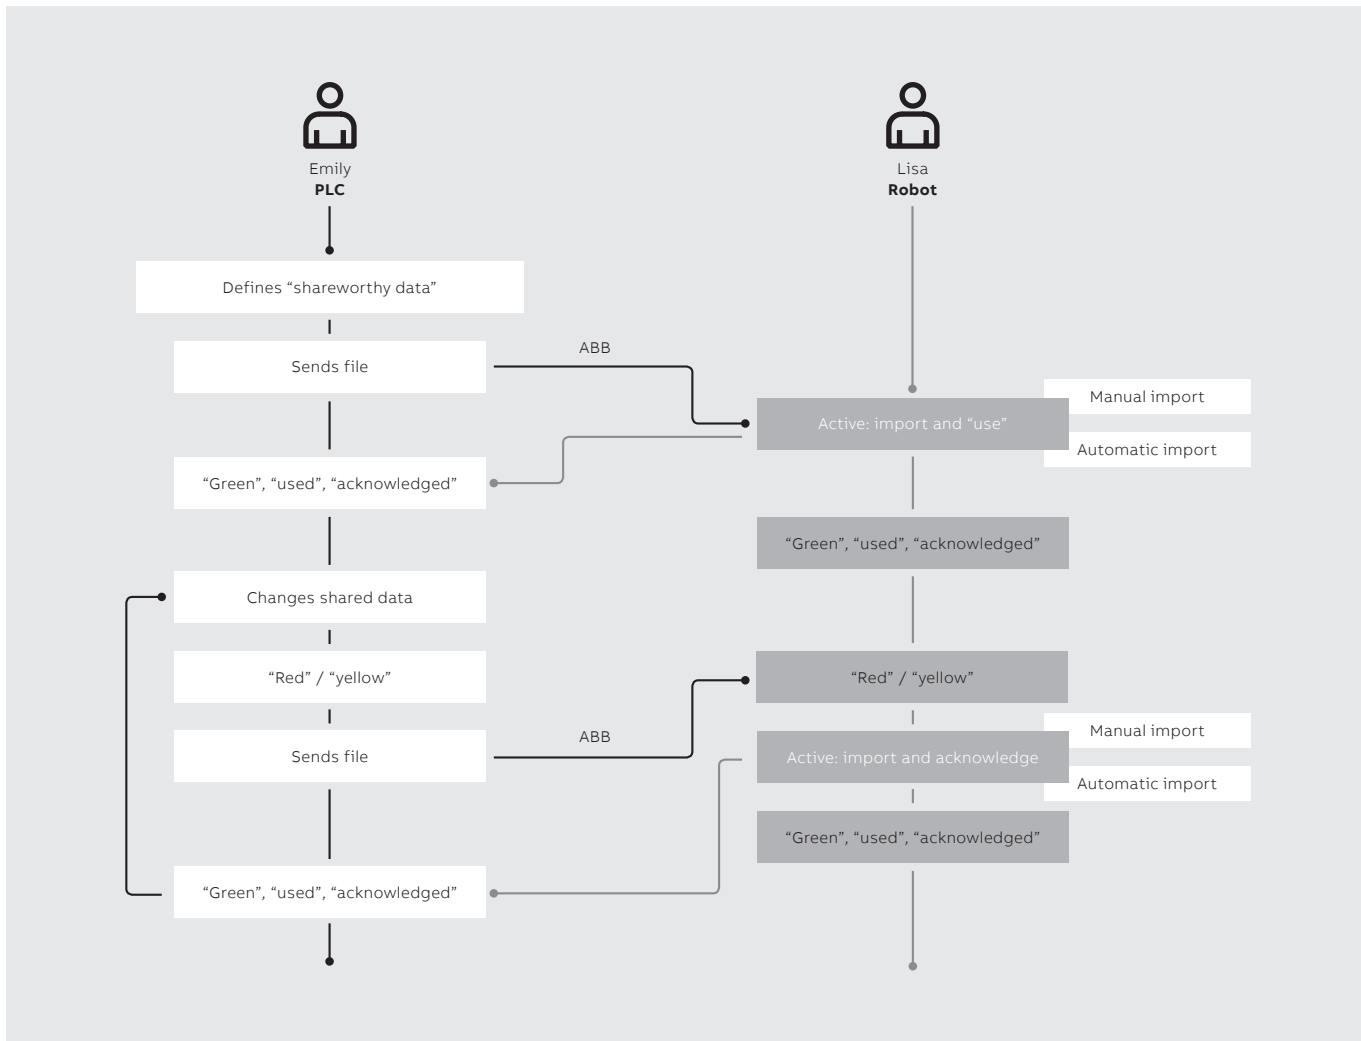 Emily
PLC
Lisa
Robot
Defines “shareworthy data”
Sends file
ABB
Manual import
Active: import and “use”
Automatic import
“Green”, “used”, “acknowledged”
“Green”, “used”, “acknowledged”
Changes shared data
“Red” / “yellow”
“Red” / “yellow”
Sends file
ABB
Manual import
Active: import and acknowledge
Automatic import
“Green”, “used”, “acknowledged”
“Green”, “used”, “acknowledged”